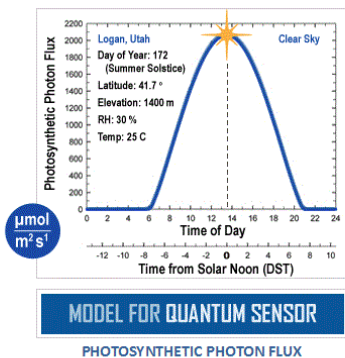 2200
2000
1800
1600
1400
1200
1000
800
600
400
200
0
Photosynthetic Photon Flux
Logan, Utah
Clear Sky
Day of Year: 172
(Summer Solstice)
Latitude: 41.7 °
Elevation: 1400 m
RH: 30 %
Temp: 25 C
μmol
m² s¹
0 2 4 6 8 10 12 14 16 18 20 22 24
Time of Day
-12 -10 -8 -6 -4 -2 0 2 4 6 8 10
Time from Solar Noon (DST)
MODEL FOR QUANTUM SENSOR
PHOTOSYNTHETIC PHOTON FLUX